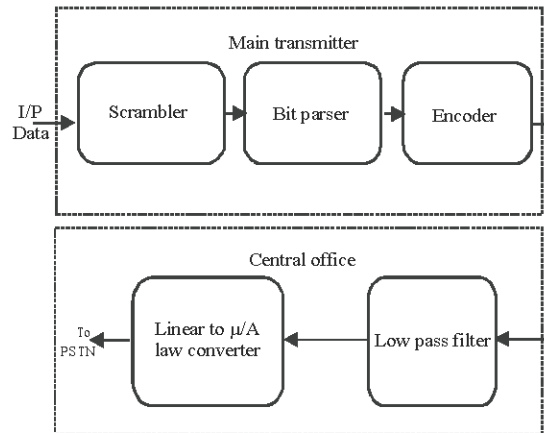 Main transmitter
I/P
Data
Scrambler
Bit parser
Encoder
Central office
To
PSTN
Linear to μ/A
law converter
Low pass filter